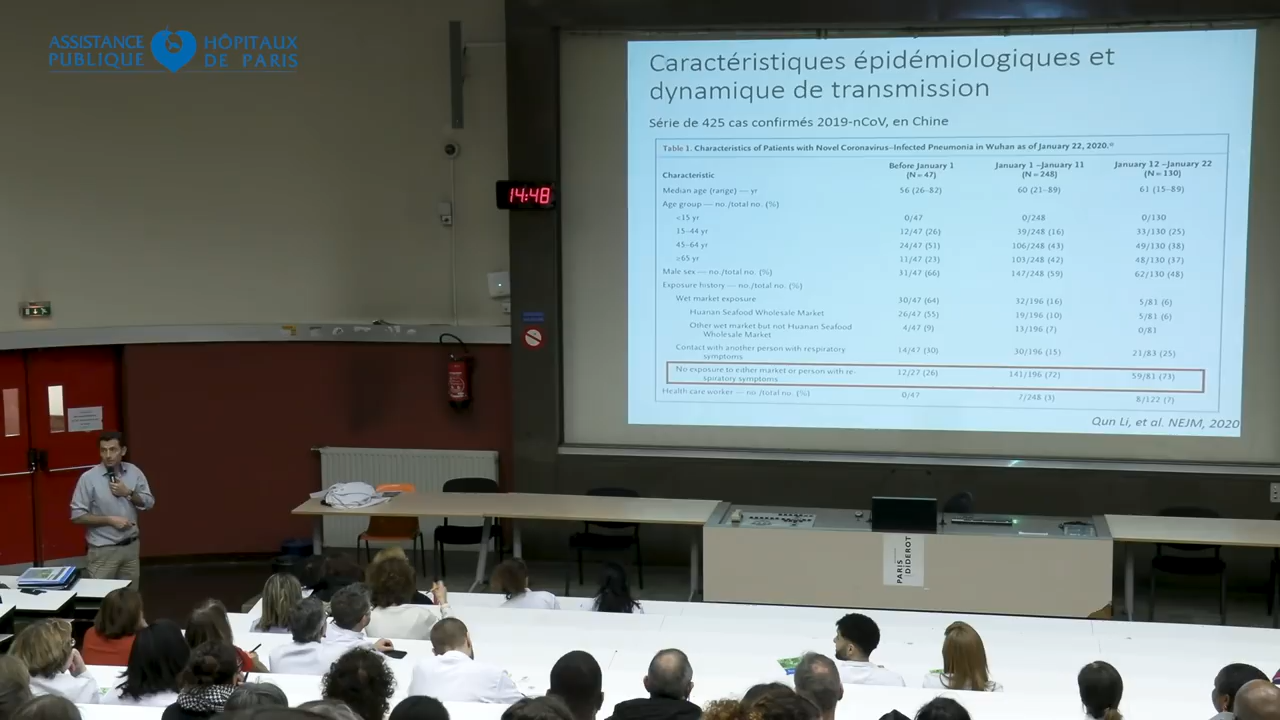 ASSISTANCE PUBLIQUE HÔPITAUX DE PARIS
Caractéristiques épidémiologiques et
dynamique de transmission
Série de 425 cas confirmés 2019-nCoV, en Chine
Table 1. Characteristics of Patients with Novel Coronavirus–Infected Pneumonia in Wuhan as of January 22, 2020.
Characteristic Before January 1 (N=47) January 1–January 11 (N=248) January 12–January 22 (N=130)
Median age (range) — yr 56 (26–82) 60 (21–89) 61 (15–89)
Age group — no./total no. (%)
<15 yr 0/47 0/248 0/130
15–44 yr 12/47 (26) 39/248 (16) 33/130 (25)
45–64 yr 24/47 (51) 106/248 (43) 49/130 (38)
≥65 yr 11/47 (23) 103/248 (42) 48/130 (37)
Male sex — no./total no. (%) 31/47 (66) 147/248 (59) 62/130 (48)
Exposure history — no./total no. (%)
Wet market exposure 30/47 (64) 32/196 (16) 5/81 (6)
Huanan Seafood Wholesale Market 26/47 (55) 19/196 (10) 5/81 (6)
Other wet market but not Huanan Seafood 4/47 (9) 13/196 (7) 0/81
Wholesale Market
Contact with another person with respiratory 14/47 (30) 30/196 (15) 21/83 (25)
symptoms
No exposure to either market or person with re- 12/27 (26) 141/196 (72) 59/81 (73)
spiratory symptoms
Health care worker — no./total no. (%) 0/47 7/248 (3) 8/122 (7)
Qun Li, et al. NEJM, 2020
14:48
PARIS
DIDEROT